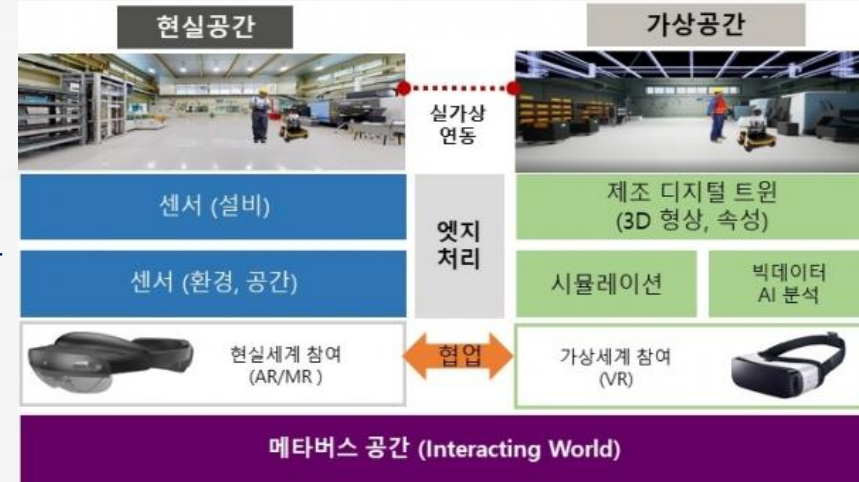 현실공간
가상공간
실가상
연동
센서 (설비)
엣지
처리
제조 디지털 트윈
(3D 형상, 속성)
센서 (환경, 공간)
시뮬레이션
빅데이터
AI 분석
현실세계 참여
(AR/MR )
협업
가상세계 참여
(VR)
메타버스 공간 (Interacting World)